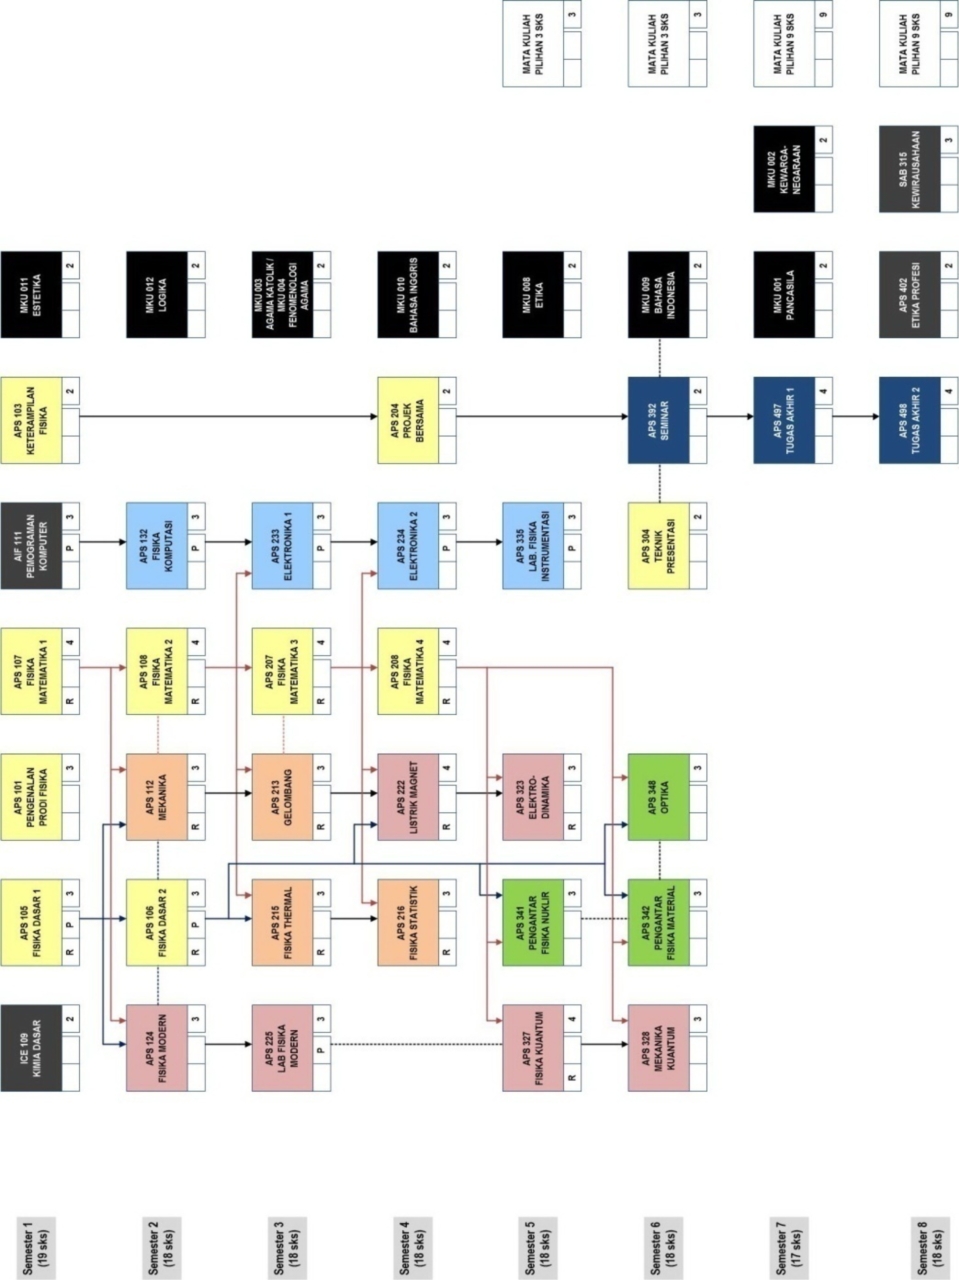 Semester 1
(19 sks)
ICE 109
KIMIA DASAR
2
APS 105
FISIKA DASAR 1
R P 3
APS 101
PENGENALAN
PRODI FISIKA
3
APS 107
FISIKA
MATEMATIKA 1
R 4
AIF 111
PEMOGRAMAN
KOMPUTER
P 3
APS 103
KETERAMPILAN
FISIKA
2
MKU 011
ESTETIKA
2
Semester 2
(18 sks)
APS 124
FISIKA MODERN
3
APS 106
FISIKA DASAR 2
R P 3
APS 112
MEKANIKA
R 3
APS 108
FISIKA
MATEMATIKA 2
R 4
APS 132
FISIKA
KOMPUTASI
P 3
MKU 012
LOGIKA
2
Semester 3
(18 sks)
APS 225
LAB FISIKA
MODERN
P 3
APS 215
FISIKA THERMAL
R 3
APS 213
GELOMBANG
R 3
APS 207
FISIKA
MATEMATIKA 3
R 4
APS 233
ELEKTRONIKA 1
P 3
MKU 003
AGAMA KATOLIK /
MKU 004
FENOMENOLOGI
AGAMA
2
Semester 4
(18 sks)
APS 216
FISIKA STATISTIK
R 3
APS 222
LISTRIK MAGNET
R 4
APS 208
FISIKA
MATEMATIKA 4
R 4
APS 234
ELEKTRONIKA 2
P 3
APS 204
PROJEK
BERSAMA
2
MKU 010
BAHASA INGGRIS
2
Semester 5
(18 sks)
APS 327
FISIKA KUANTUM
R 4
APS 341
PENGANTAR
FISIKA NUKLIR
3
APS 323
ELEKTRO-
DINAMIKA
R 3
APS 335
LAB. FISIKA
INSTRUMENTASI
P 3
MKU 008
ETIKA
2
MATA KULIAH
PILIHAN 3 SKS
3
Semester 6
(18 sks)
APS 328
MEKANIKA
KUANTUM
3
APS 342
PENGANTAR
FISIKA MATERIAL
3
APS 348
OPTIKA
3
APS 304
TEKNIK
PRESENTASI
2
APS 392
SEMINAR
2
MKU 009
BAHASA
INDONESIA
2
MATA KULIAH
PILIHAN 3 SKS
3
Semester 7
(17 sks)
APS 497
TUGAS AKHIR 1
4
MKU 001
PANCASILA
2
MKU 002
KEWARGA-
NEGARAAN
2
MATA KULIAH
PILIHAN 9 SKS
9
Semester 8
(18 sks)
APS 498
TUGAS AKHIR 2
4
APS 402
ETIKA PROFESI
2
SAB 315
KEWIRAUSAHAAN
3
MATA KULIAH
PILIHAN 9 SKS
9